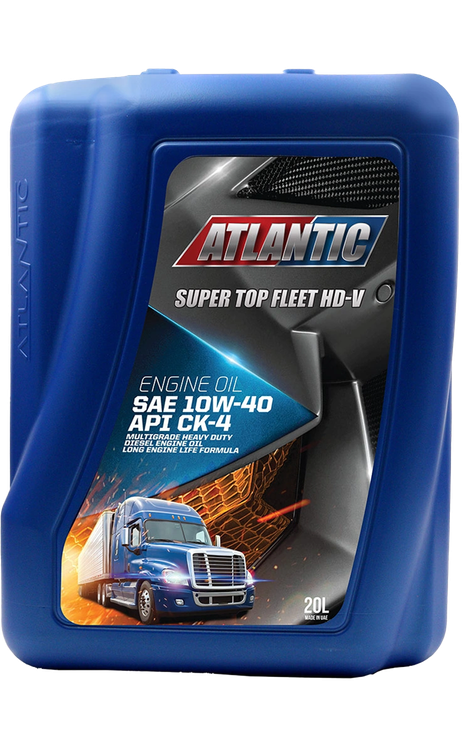 ATLANTIC
ATLANTIC
SUPER TOP FLEET HD-V
ENGINE OIL
SAE 10W-40
API CK-4
MULTIGRADE HEAVY DUTY
DIESEL ENGINE OIL
LONG ENGINE LIFE FORMULA
20L
MADE IN UAE